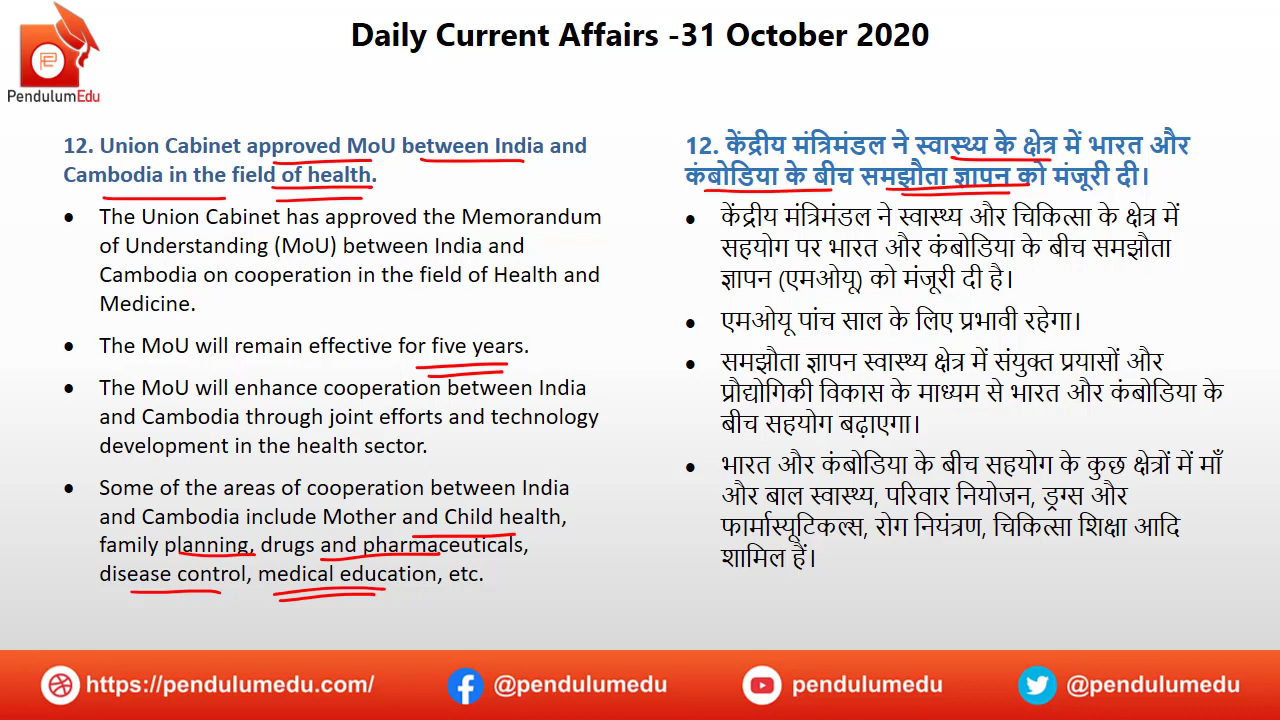 Daily Current Affairs -31 October 2020
PendulumEdu
12. Union Cabinet approved MoU between India and
Cambodia in the field of health.
• The Union Cabinet has approved the Memorandum
of Understanding (MoU) between India and
Cambodia on cooperation in the field of Health and
Medicine.
• The MoU will remain effective for five years.
• The MoU will enhance cooperation between India
and Cambodia through joint efforts and technology
development in the health sector.
• Some of the areas of cooperation between India
and Cambodia include Mother and Child health,
family planning, drugs and pharmaceuticals,
disease control, medical education, etc.
12. केंद्रीय मंत्रिमंडल ने स्वास्थ्य के क्षेत्र में भारत और
कंबोडिया के बीच समझौता ज्ञापन को मंजूरी दी।
• केंद्रीय मंत्रिमंडल ने स्वास्थ्य और चिकित्सा के क्षेत्र में
सहयोग पर भारत और कंबोडिया के बीच समझौता
ज्ञापन (एमओयू) को मंजूरी दी है।
• एमओयू पांच साल के लिए प्रभावी रहेगा।
• समझौता ज्ञापन स्वास्थ्य क्षेत्र में संयुक्त प्रयासों और
प्रौद्योगिकी विकास के माध्यम से भारत और कंबोडिया के
बीच सहयोग बढ़ाएगा।
• भारत और कंबोडिया के बीच सहयोग के कुछ क्षेत्रों में माँ
और बाल स्वास्थ्य, परिवार नियोजन, ड्रग्स और
फार्मास्यूटिकल्स, रोग नियंत्रण, चिकित्सा शिक्षा आदि
शामिल हैं।
https://pendulumedu.com/
@pendulumedu
pendulumedu
@pendulumedu